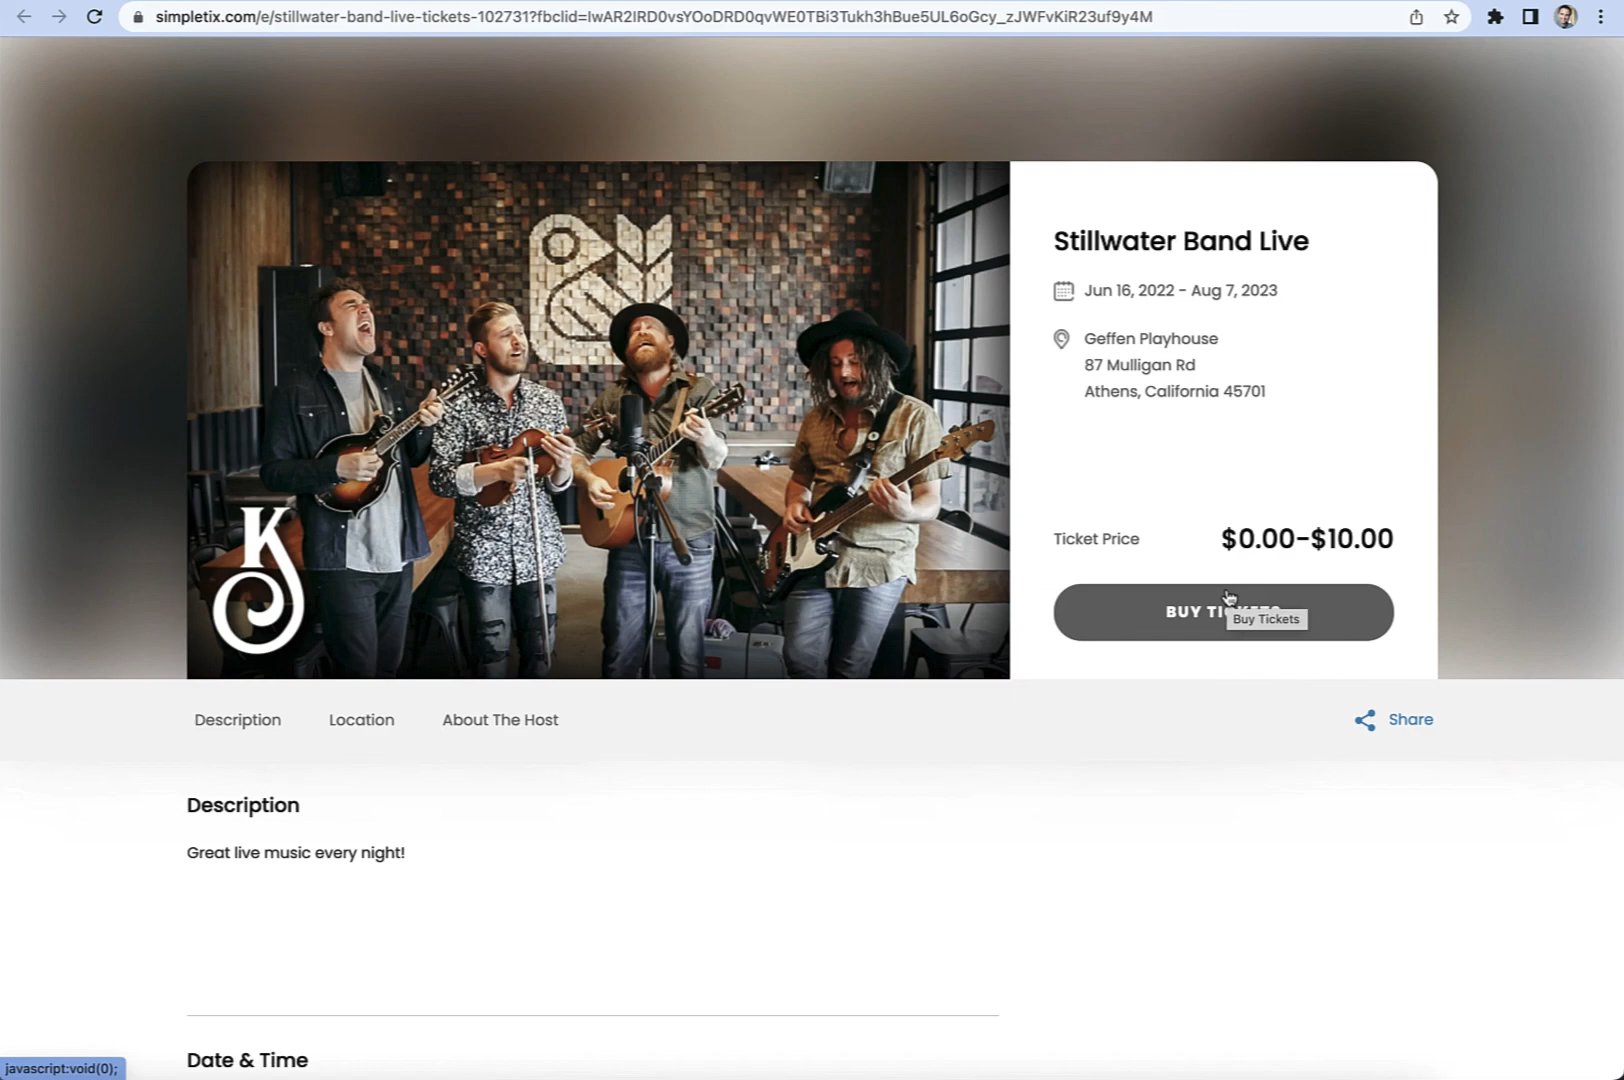 simpletix.com/e/stillwater-band-live-tickets-102731?fbclid=IwAR2IRD0vsYOoDRD0qvWE0TBi3Tukh3hBue5UL6oGcy_zJWFvKiR23uf9y4M
Stillwater Band Live
Jun 16, 2022 - Aug 7, 2023
Geffen Playhouse
87 Mulligan Rd
Athens, California 45701
Ticket Price $0.00-$10.00
BUY TICKETS
Buy Tickets
K
Description Location About The Host Share
Description
Great live music every night!
Date & Time
javascript:void(0);